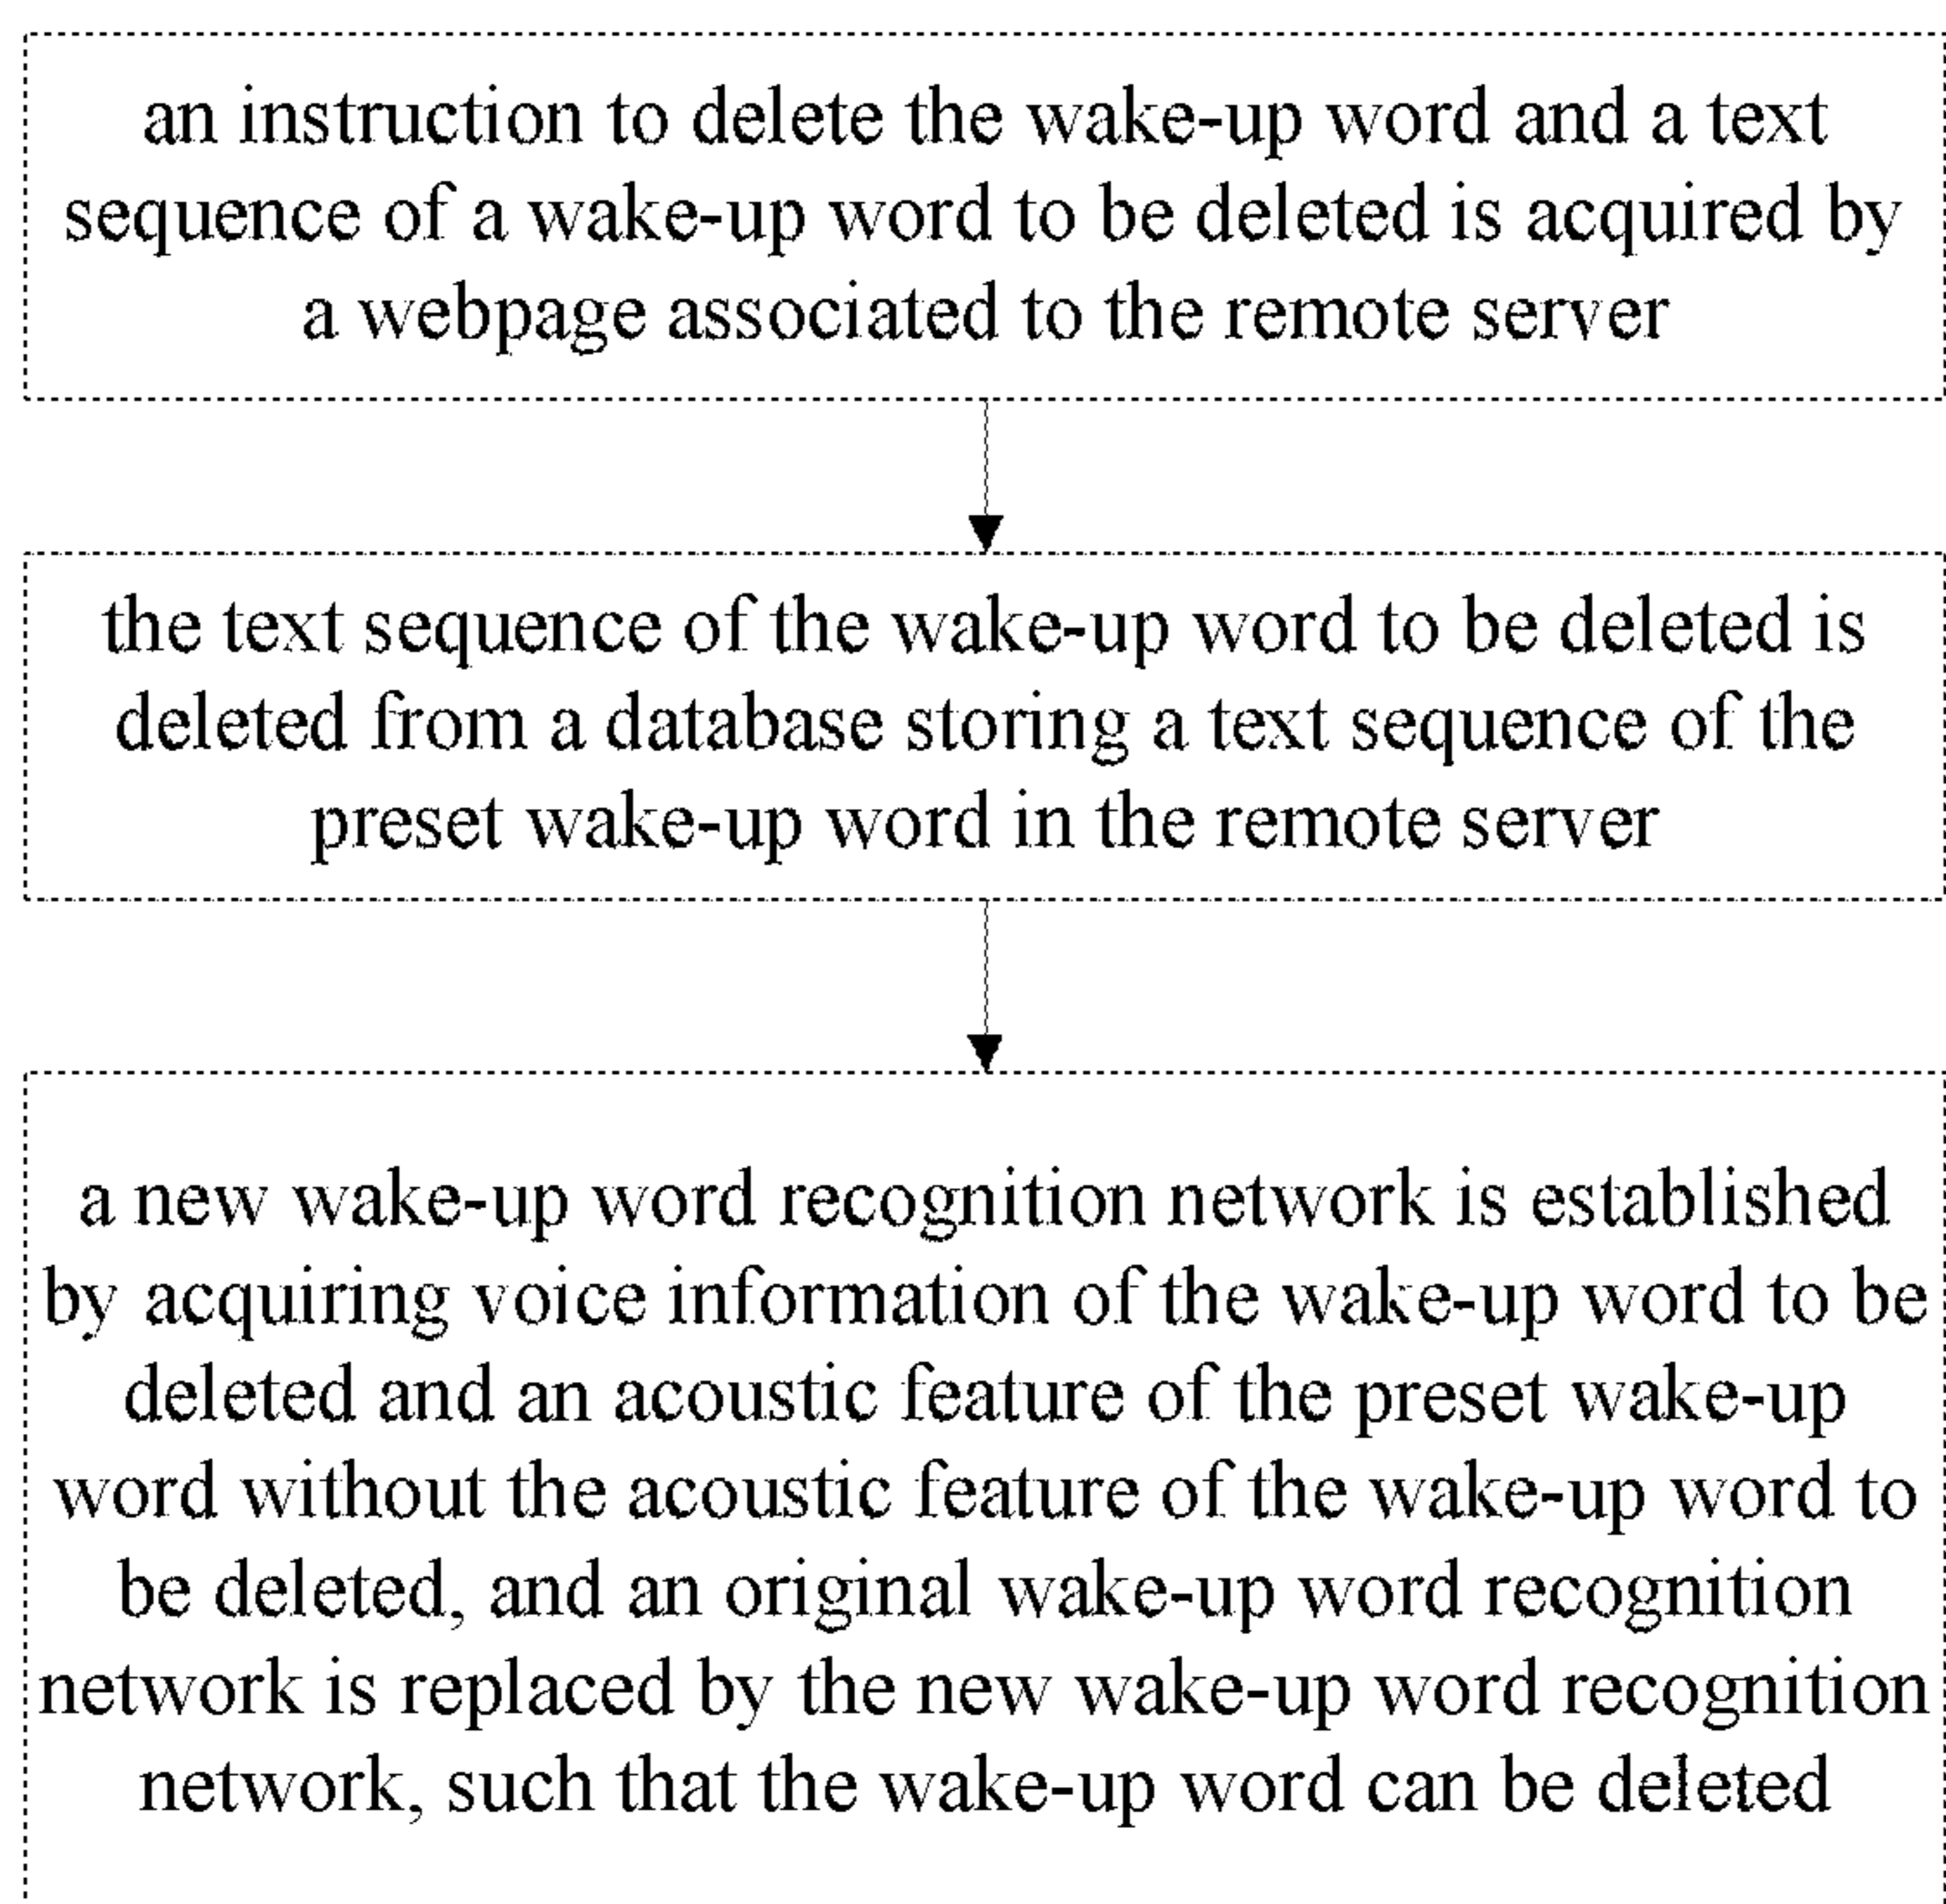 an instruction to delete the wake-up word and a text
sequence of a wake-up word to be deleted is acquired by
a webpage associated to the remote server
the text sequence of the wake-up word to be deleted is
deleted from a database storing a text sequence of the
preset wake-up word in the remote server
a new wake-up word recognition network is established
by acquiring voice information of the wake-up word to be
deleted and an acoustic feature of the preset wake-up
word without the acoustic feature of the wake-up word to
be deleted, and an original wake-up word recognition
network is replaced by the new wake-up word recognition
network, such that the wake-up word can be deleted